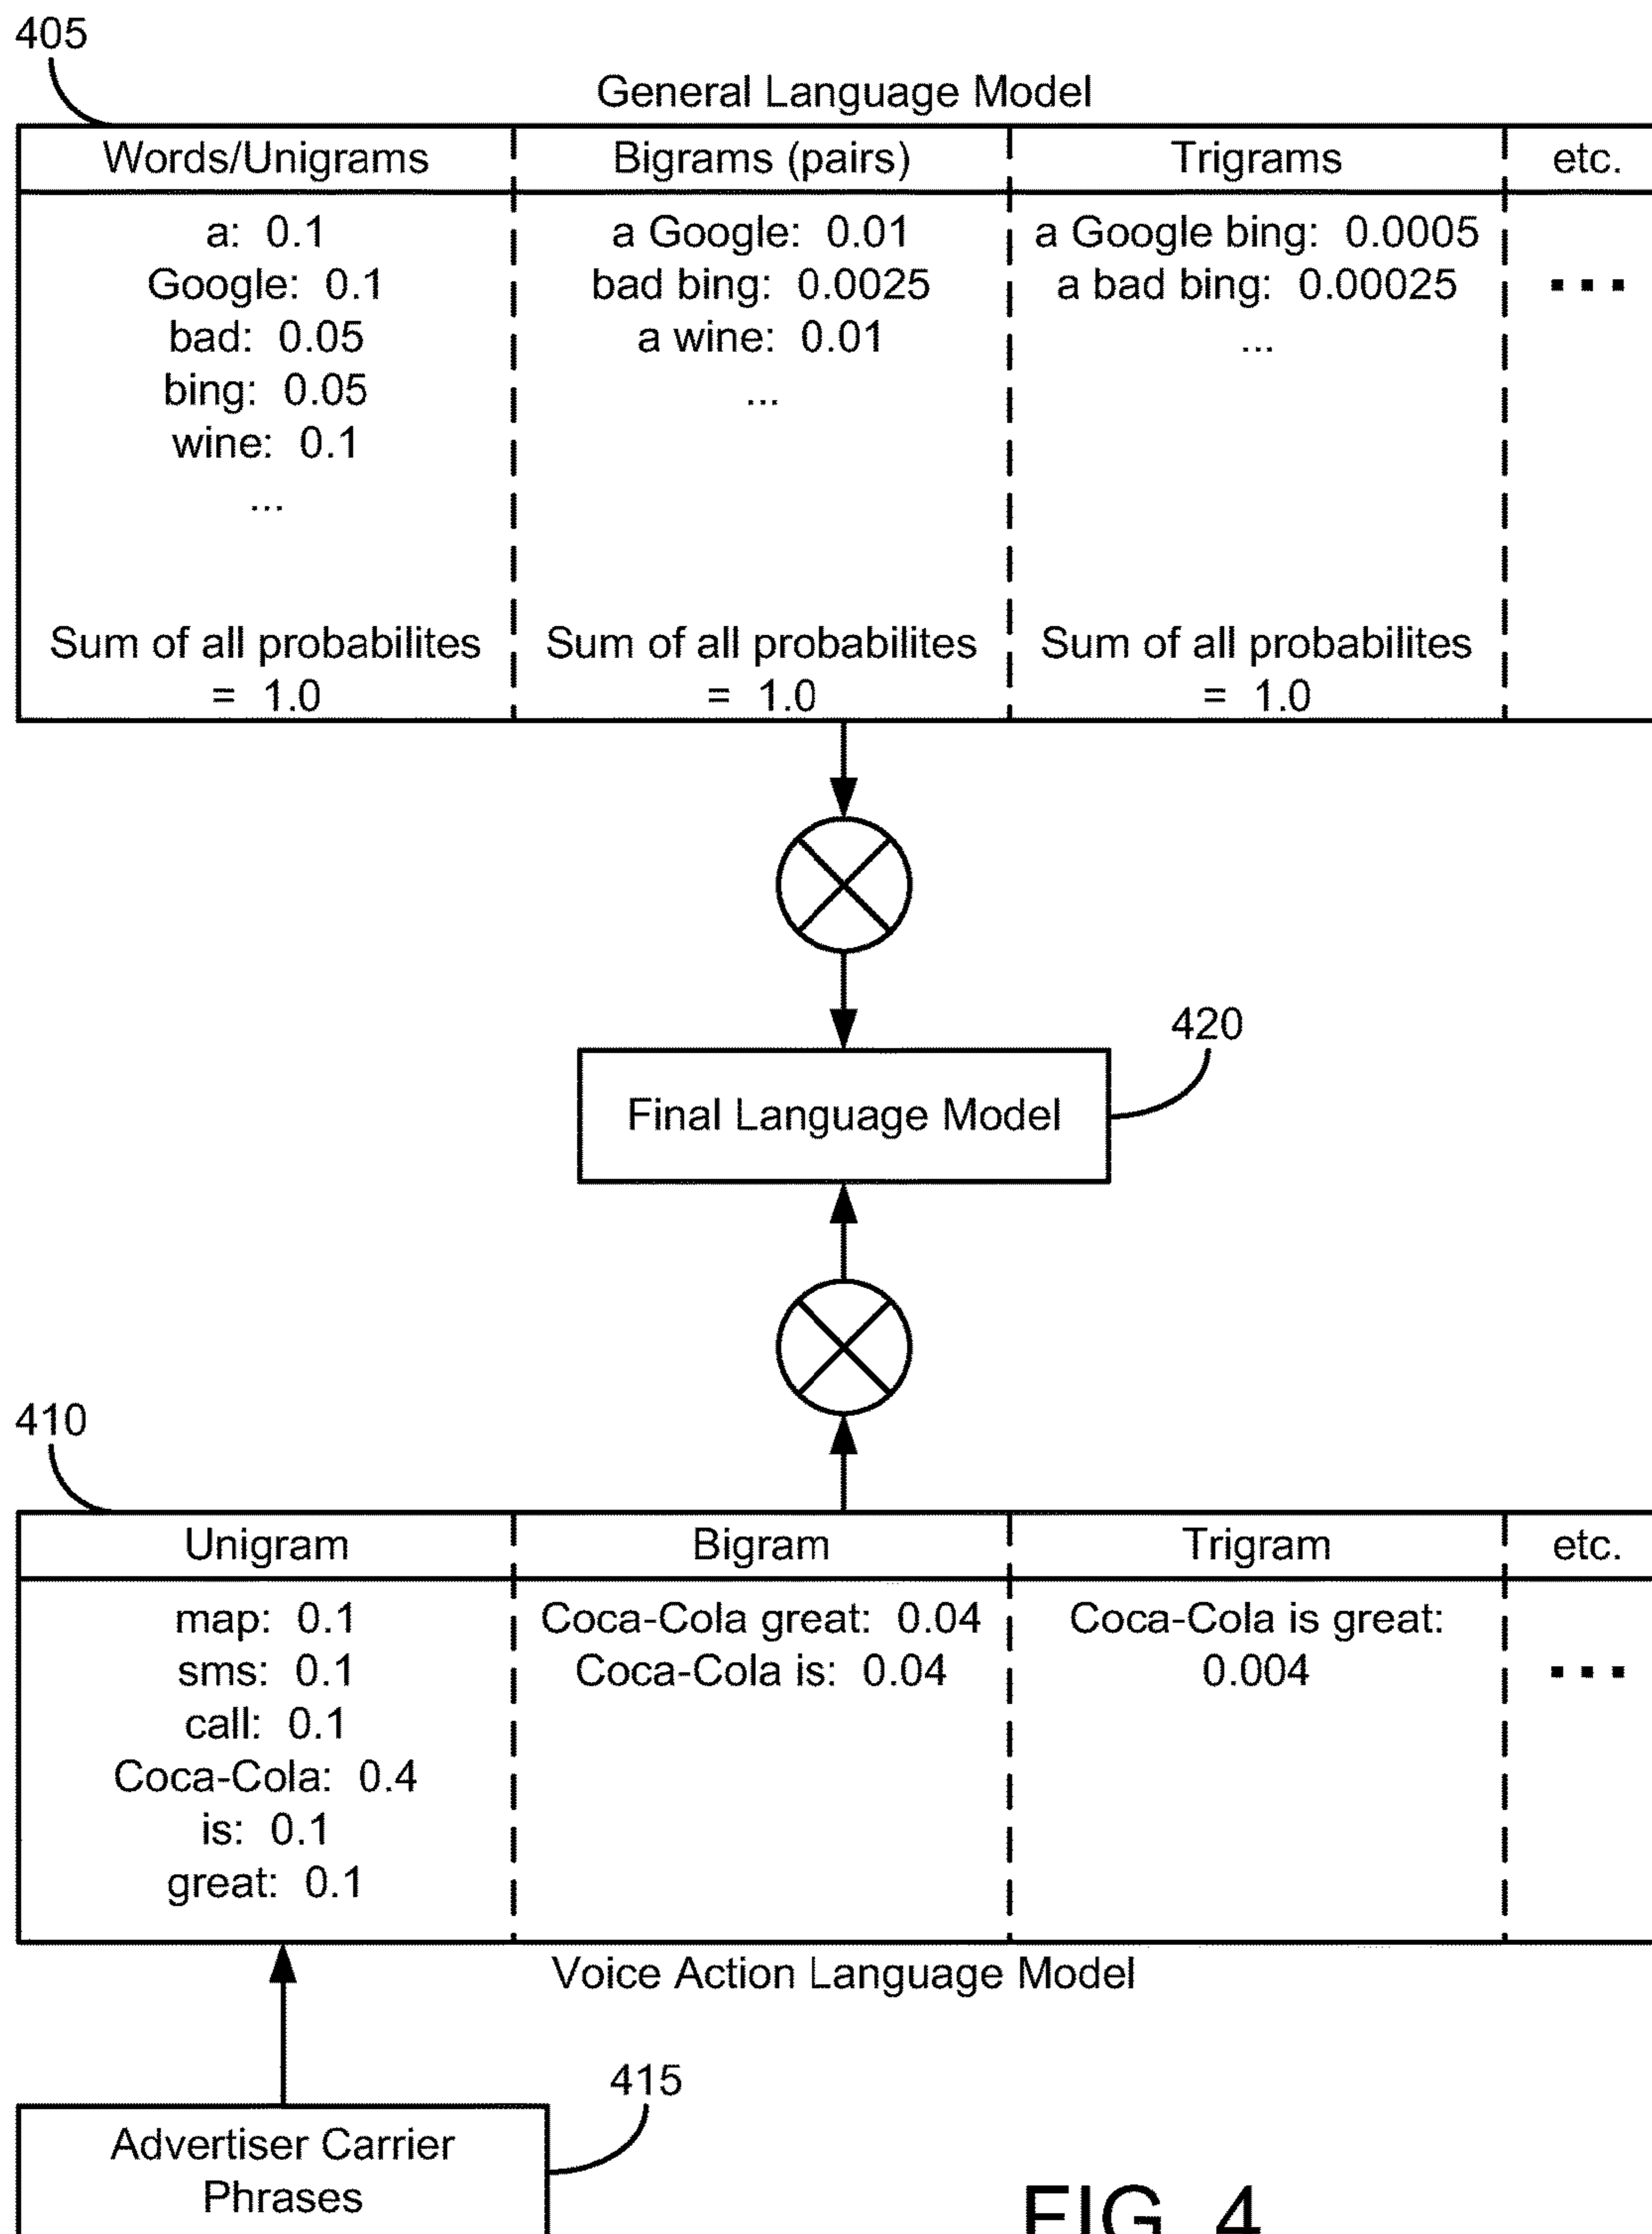 405
General Language Model
Words/Unigrams
Bigrams (pairs)
Trigrams
etc.
a: 0.1
Google: 0.1
bad: 0.05
bing: 0.05
wine: 0.1
...
Sum of all probabilites
= 1.0
a Google: 0.01
bad bing: 0.0025
a wine: 0.01
...
Sum of all probabilites
= 1.0
a Google bing: 0.0005
a bad bing: 0.00025
...
Sum of all probabilites
= 1.0
...
420
Final Language Model
410
Unigram
Bigram
Trigram
etc.
map: 0.1
sms: 0.1
call: 0.1
Coca-Cola: 0.4
is: 0.1
great: 0.1
Coca-Cola great: 0.04
Coca-Cola is: 0.04
Coca-Cola is great:
0.004
...
Voice Action Language Model
415
Advertiser Carrier
Phrases
FIG. 4